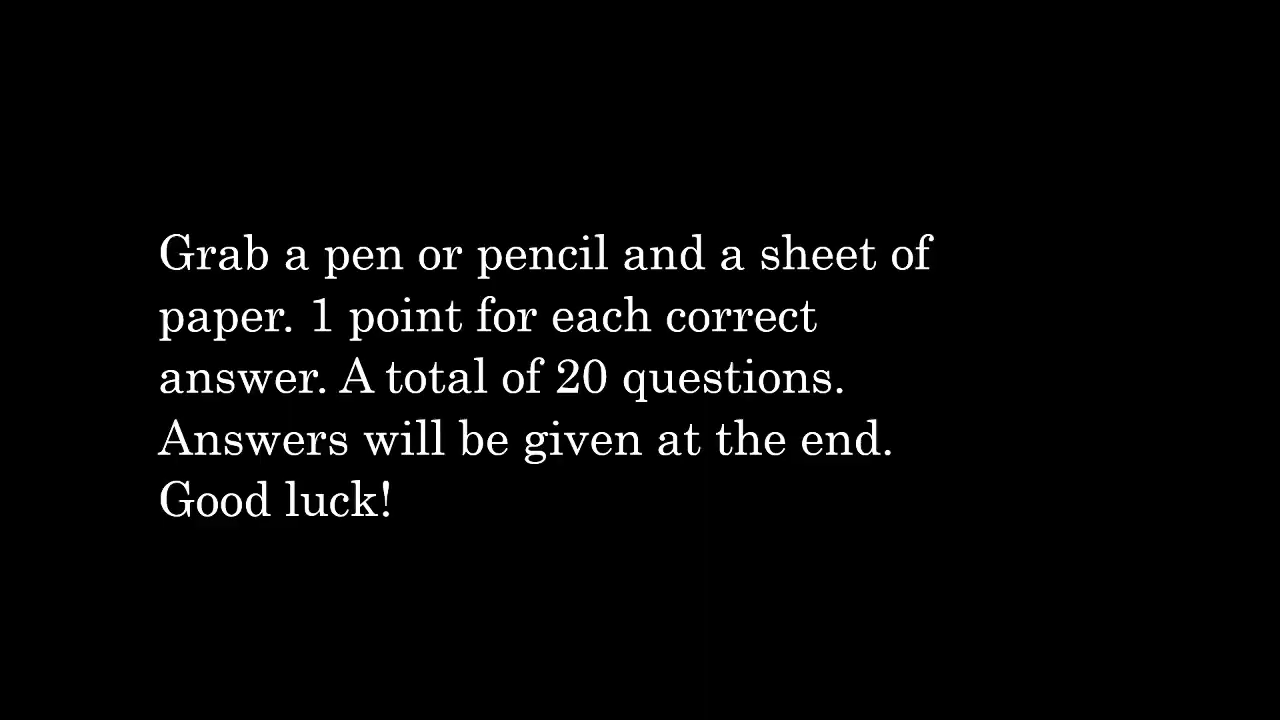 Grab a pen or pencil and a sheet of
paper. 1 point for each correct
answer. A total of 20 questions.
Answers will be given at the end.
Good luck!